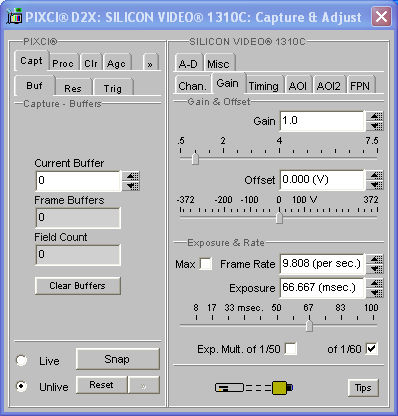 PIXCI® D2X: SILICON VIDEO® 1310C: Capture & Adjust
PIXCI®
Capt Proc Clr Agc »
Buf Res Trig
Capture - Buffers
Current Buffer
0
Frame Buffers
0
Field Count
0
Clear Buffers
Live
Snap
Unlive
Reset »
SILICON VIDEO® 1310C
A-D Misc
Chan. Gain Timing AOI AOI2 FPN
Gain & Offset
Gain 1.0
.5 2 4 7.5
Offset 0.000 (V)
-372 -200 -100 0 100 200 372
Exposure & Rate
Max Frame Rate 9.808 (per sec.)
Exposure 66.667 (msec.)
8 17 33 msec. 67 83 100
Exp. Mult. of 1/50 of 1/60
Tips